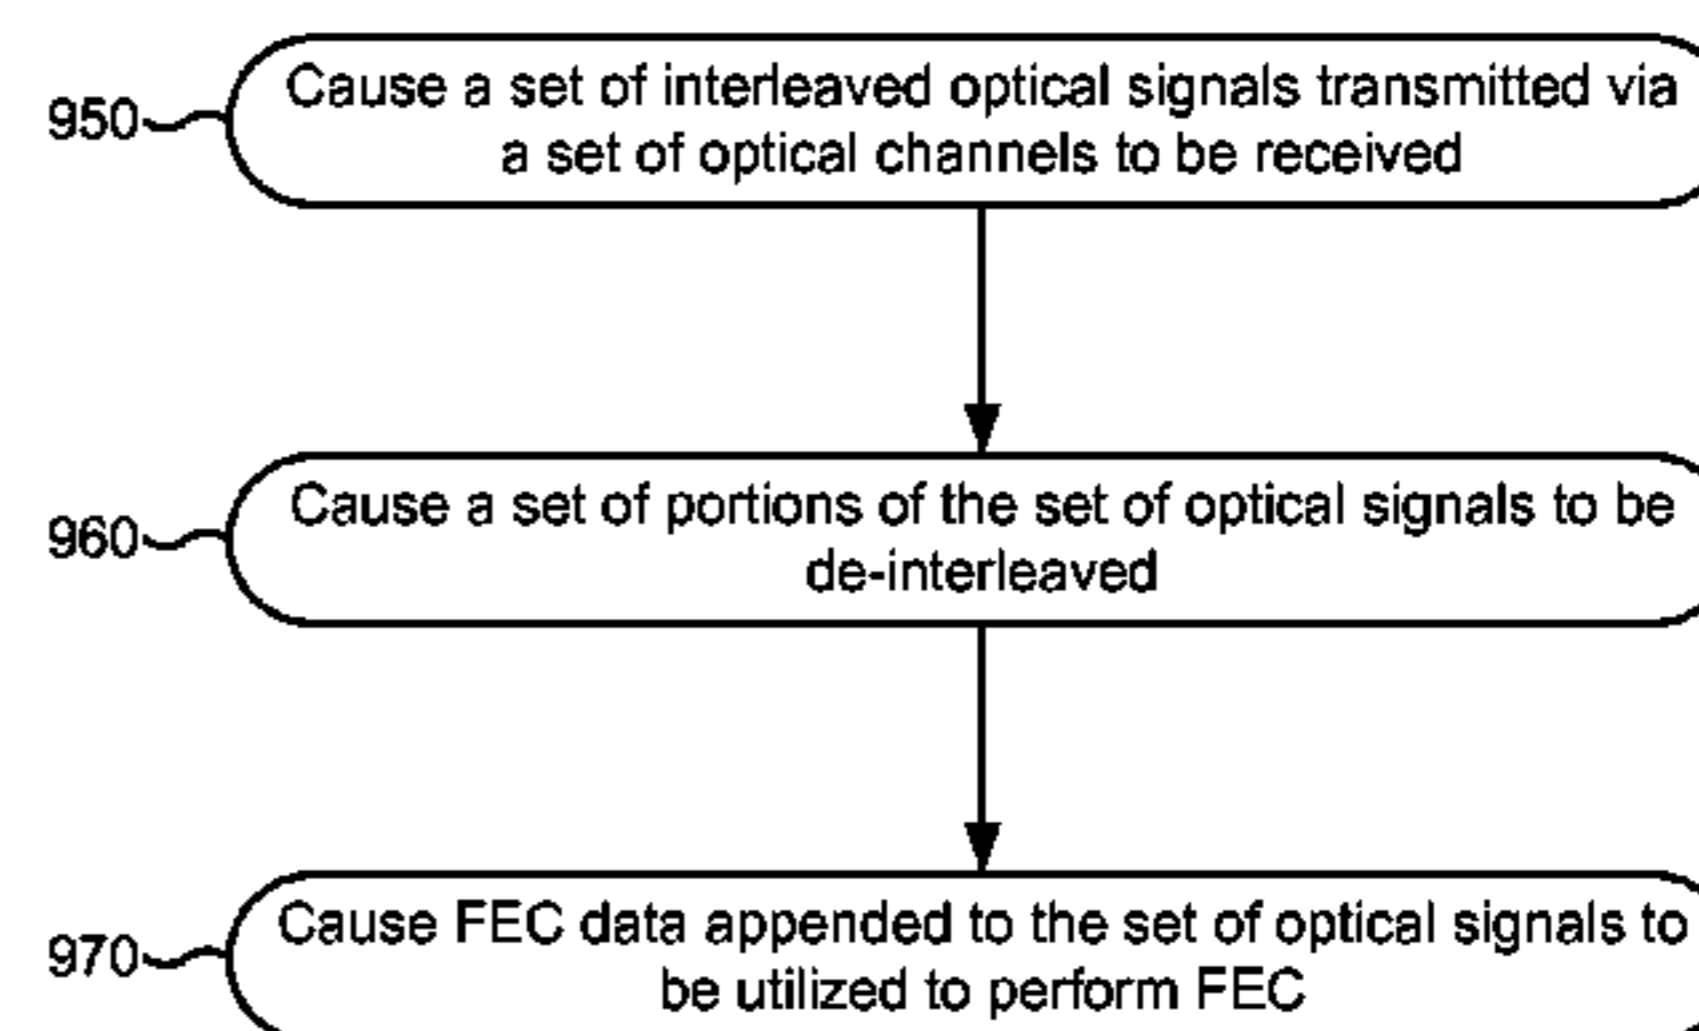 950
Cause a set of interleaved optical signals transmitted via
a set of optical channels to be received
960
Cause a set of portions of the set of optical signals to be
de-interleaved
970
Cause FEC data appended to the set of optical signals to
be utilized to perform FEC